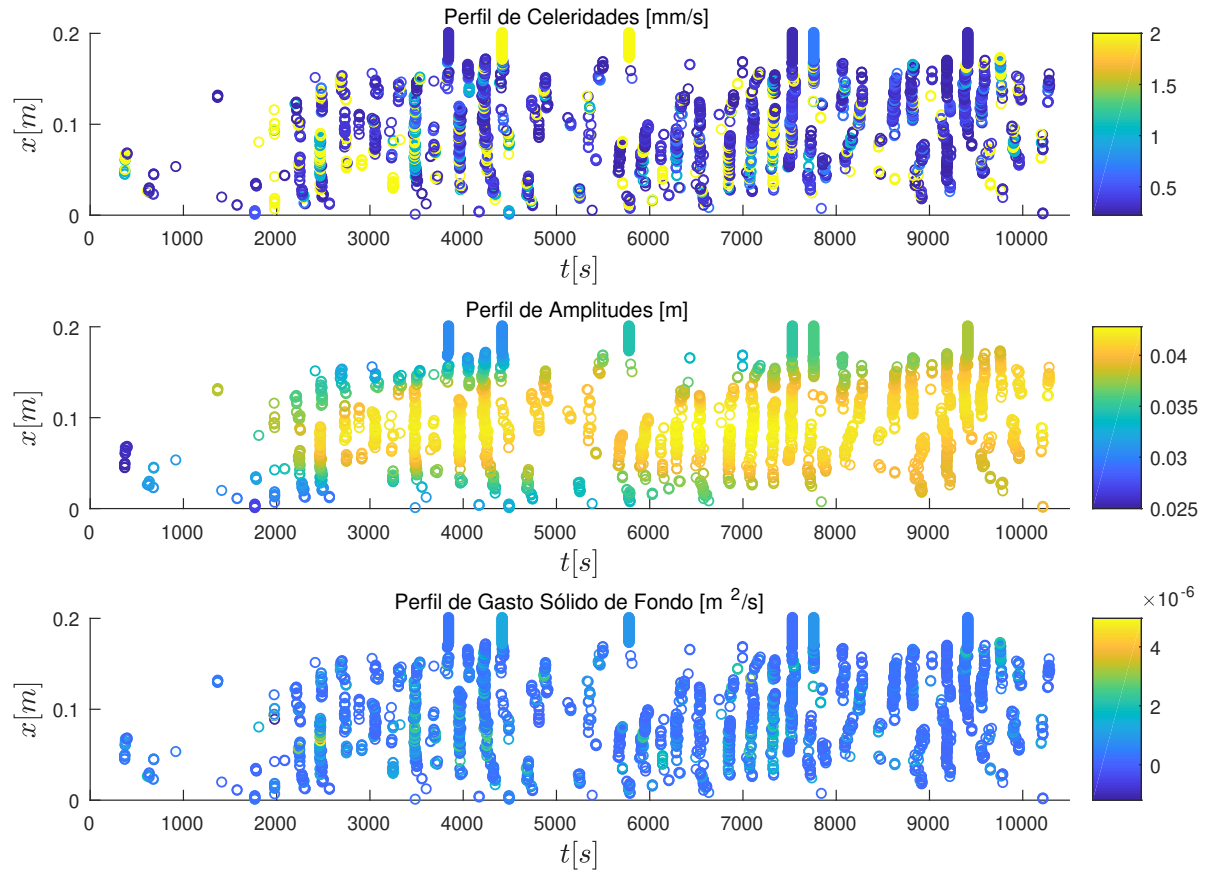 Perfil de Celeridades [mm/s]
x[m]
0.2
0.1
0
0 1000 2000 3000 4000 5000 6000 7000 8000 9000 10000
t[s]
2
1.5
1
0.5
Perfil de Amplitudes [m]
x[m]
0.2
0.1
0
0 1000 2000 3000 4000 5000 6000 7000 8000 9000 10000
t[s]
0.04
0.035
0.03
0.025
Perfil de Gasto Sólido de Fondo [m ²/s]
x[m]
0.2
0.1
0
0 1000 2000 3000 4000 5000 6000 7000 8000 9000 10000
t[s]
×10⁻⁶
4
2
0